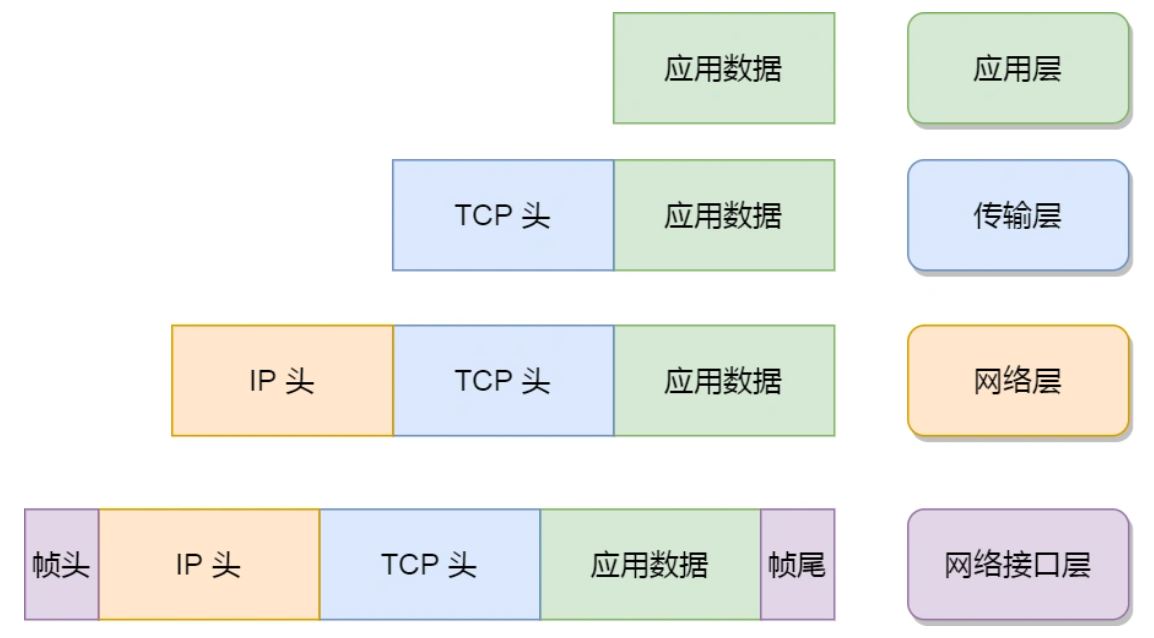 应用数据 应用层
TCP 头 应用数据 传输层
IP 头 TCP 头 应用数据 网络层
帧头 IP 头 TCP 头 应用数据 帧尾 网络接口层